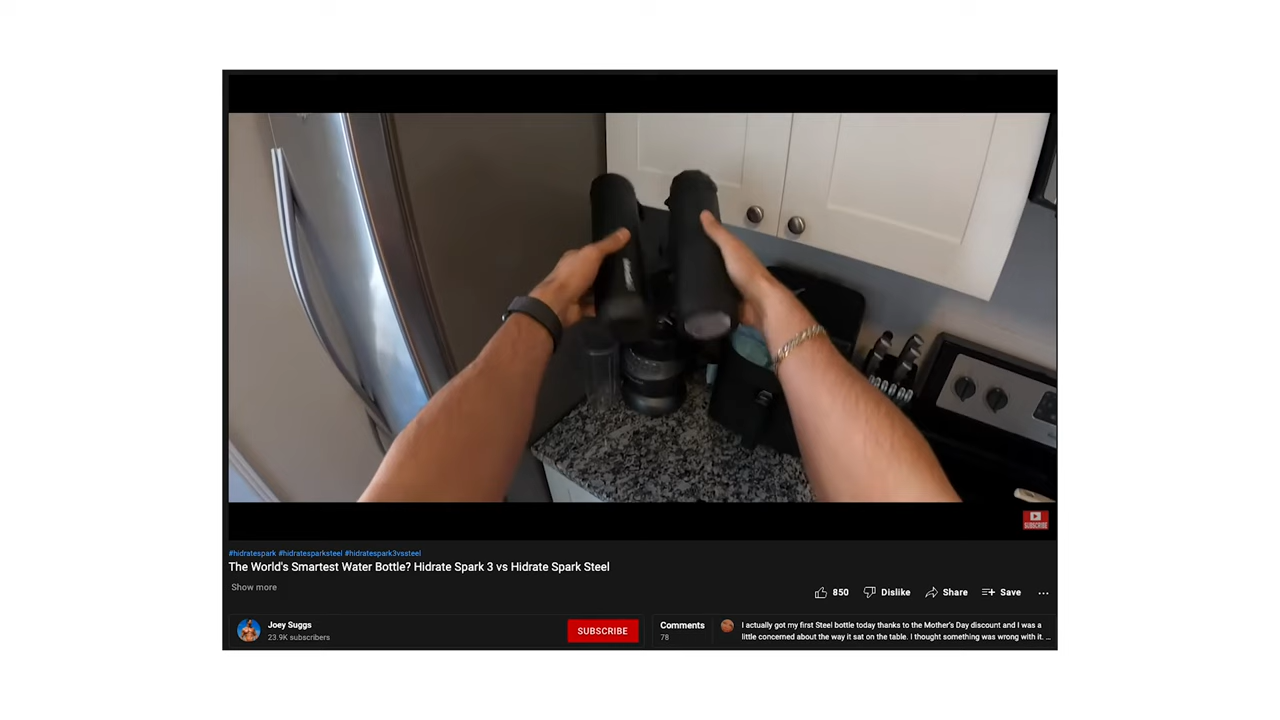 SUBSCRIBE
#hidratespark #hidratesparksteel #hidratespark3vssteel
The World's Smartest Water Bottle? Hidrate Spark 3 vs Hidrate Spark Steel
Show more
850 Dislike Share Save ...
Joey Suggs
23.9K subscribers
SUBSCRIBE
Comments
78
I actually got my first Steel bottle today thanks to the Mother's Day discount and I was a
little concerned about the way it sat on the table. I thought something was wrong with it. ...